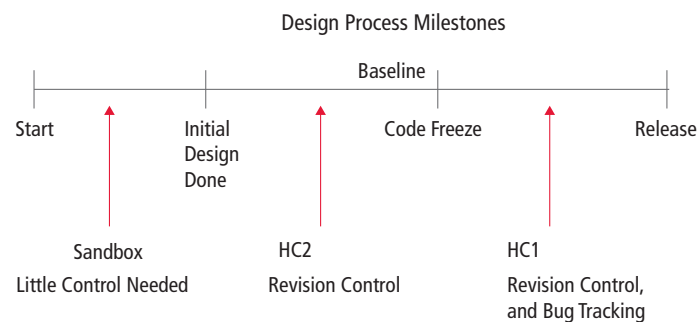 Design Process Milestones
Baseline
Start
Initial
Design
Done
Code Freeze
Release
Sandbox
Little Control Needed
HC2
Revision Control
HC1
Revision Control,
and Bug Tracking